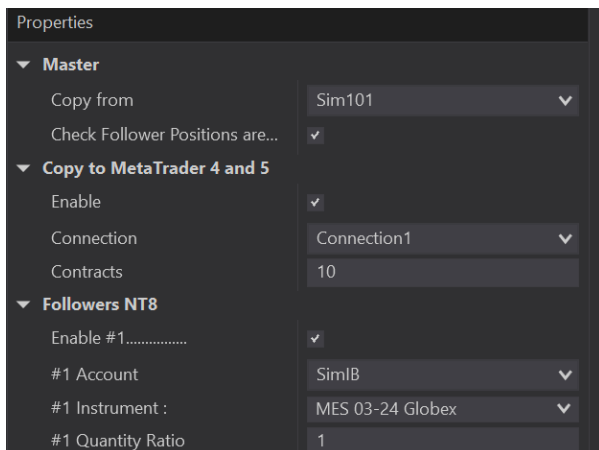 Properties
Master
Copy from Sim101
Check Follower Positions are...
Copy to MetaTrader 4 and 5
Enable
Connection Connection1
Contracts 10
Followers NT8
Enable #1................
#1 Account SimIB
#1 Instrument : MES 03-24 Globex
#1 Quantity Ratio 1